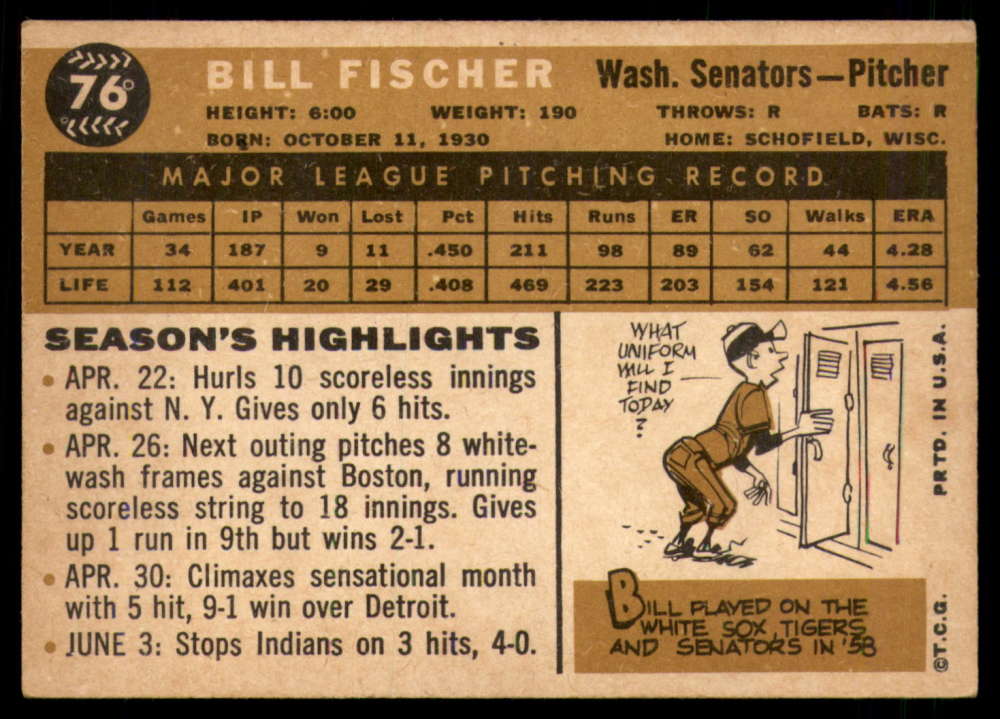 76
BILL FISCHER
Wash. Senators—Pitcher
HEIGHT: 6:00 WEIGHT: 190 THROWS: R BATS: R
BORN: OCTOBER 11, 1930 HOME: SCHOFIELD, WISC.
MAJOR LEAGUE PITCHING RECORD
Games IP Won Lost Pct Hits Runs ER SO Walks ERA
YEAR 34 187 9 11 .450 211 98 89 62 44 4.28
LIFE 112 401 20 29 .408 469 223 203 154 121 4.56
SEASON'S HIGHLIGHTS
• APR. 22: Hurls 10 scoreless innings
against N. Y. Gives only 6 hits.
• APR. 26: Next outing pitches 8 white-
wash frames against Boston, running
scoreless string to 18 innings. Gives
up 1 run in 9th but wins 2-1.
• APR. 30: Climaxes sensational month
with 5 hit, 9-1 win over Detroit.
• JUNE 3: Stops Indians on 3 hits, 4-0.
WHAT
UNIFORM
WILL I
FIND
TODAY
?
BILL PLAYED ON THE
WHITE SOX, TIGERS
AND SENATORS IN '58
PRTD. IN U.S.A.
©T.C.G.